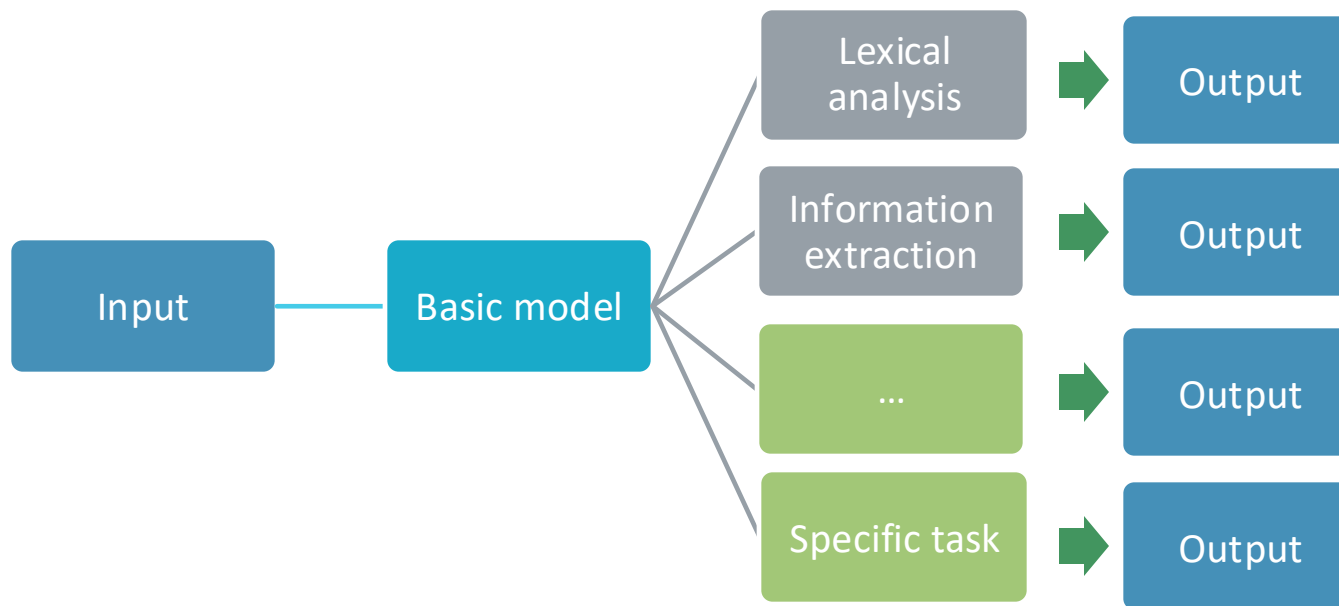 Input
Basic model
Lexical
analysis
Output
Information
extraction
Output
...
Output
Specific task
Output